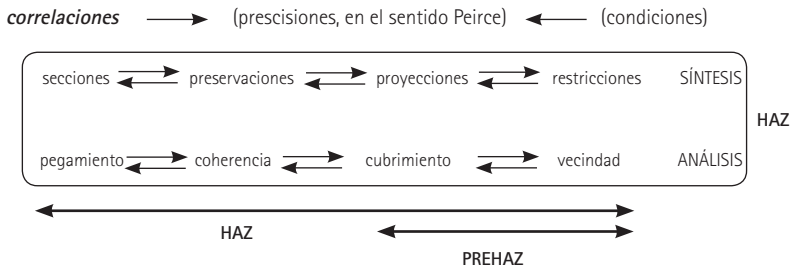 correlaciones (prescisiones, en el sentido Peirce) (condiciones)
secciones preservaciones proyecciones restricciones SÍNTESIS
HAZ
pegamiento coherencia cubrimiento vecindad ANÁLISIS
HAZ
PREHAZ